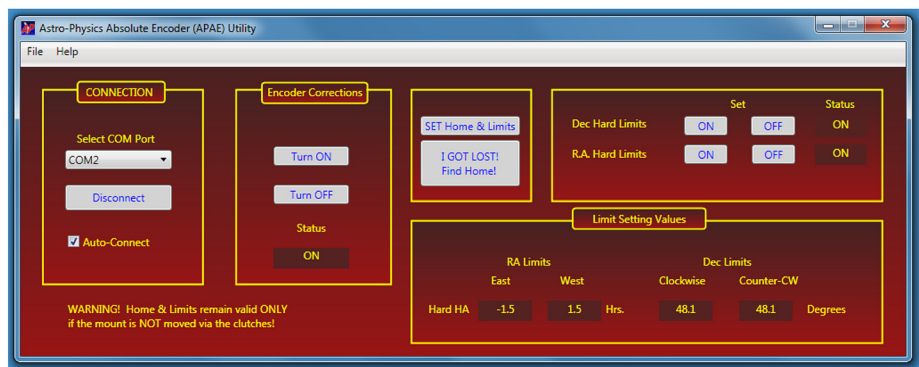 Astro-Physics Absolute Encoder (APAE) Utility
File Help
CONNECTION
Select COM Port
COM2
Disconnect
Auto-Connect
WARNING! Home & Limits remain valid ONLY
if the mount is NOT moved via the clutches!
Encoder Corrections
Turn ON
Turn OFF
Status
ON
SET Home & Limits
I GOT LOST!
Find Home!
Set Status
Dec Hard Limits ON OFF ON
R.A. Hard Limits ON OFF ON
Limit Setting Values
RA Limits Dec Limits
East West Clockwise Counter-CW
Hard HA -1.5 1.5 Hrs. 48.1 48.1 Degrees